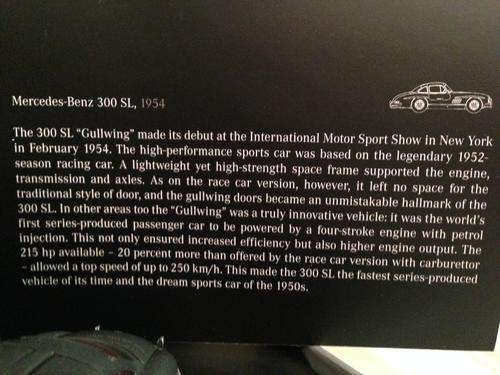 Mercedes-Benz 300 SL, 1954
The 300 SL "Gullwing" made its debut at the International Motor Sport Show in New York
in February 1954. The high-performance sports car was based on the legendary 1952-
season racing car. A lightweight yet high-strength space frame supported the engine,
transmission and axles. As on the race car version, however, it left no space for the
traditional style of door, and the gullwing doors became an unmistakable hallmark of the
300 SL. In other areas too the "Gullwing" was a truly innovative vehicle: it was the world's
first series-produced passenger car to be powered by a four-stroke engine with petrol
injection. This not only ensured increased efficiency but also higher engine output. The
215 hp available – 20 percent more than offered by the race car version with carburettor
– allowed a top speed of up to 250 km/h. This made the 300 SL the fastest series-produced
vehicle of its time and the dream sports car of the 1950s.